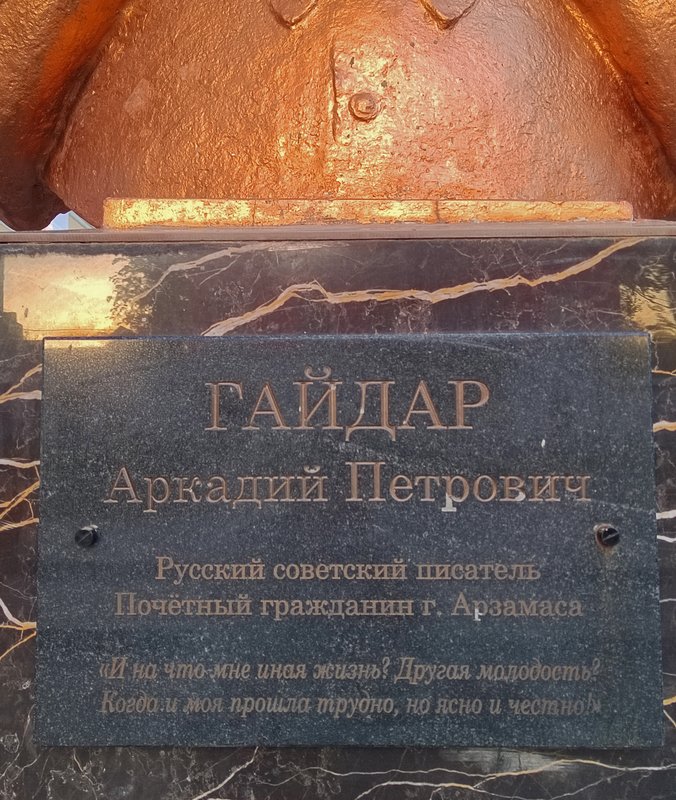 ГАЙДАР
Аркадий Петрович
Русский советский писатель
Почётный гражданин г. Арзамаса
«И на что мне иная жизнь? Другая молодость?
Когда и моя прошла трудно, но ясно и честно!»